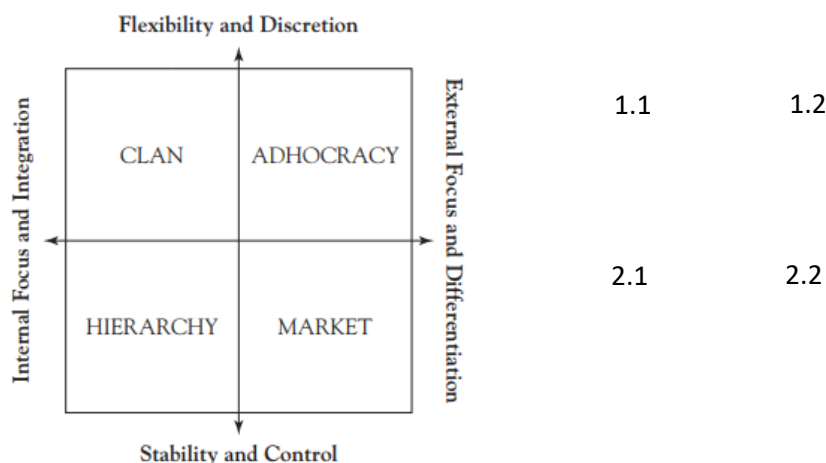 Flexibility and Discretion
Internal Focus and Integration
External Focus and Differentiation
CLAN ADHOCRACY
1.1 1.2
HIERARCHY MARKET
2.1 2.2
Stability and Control